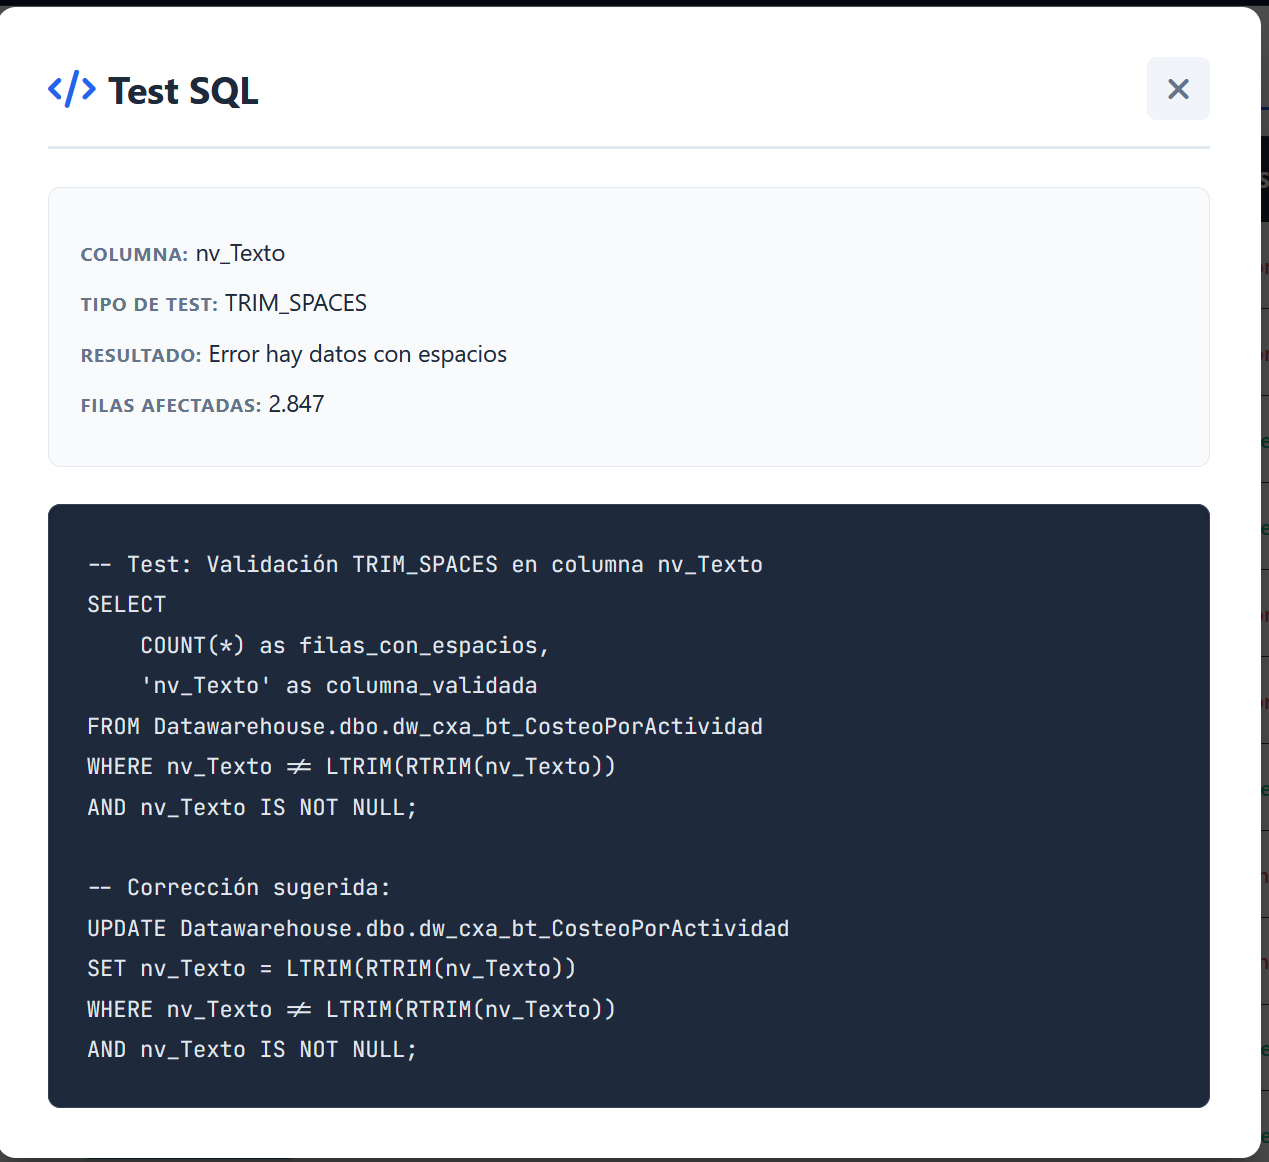 </> Test SQL
COLUMNA: nv_Texto
TIPO DE TEST: TRIM_SPACES
RESULTADO: Error hay datos con espacios
FILAS AFECTADAS: 2.847
-- Test: Validación TRIM_SPACES en columna nv_Texto
SELECT
    COUNT(*) as filas_con_espacios,
    'nv_Texto' as columna_validada
FROM Datawarehouse.dbo.dw_cxa_bt_CosteoPorActividad
WHERE nv_Texto != LTRIM(RTRIM(nv_Texto))
AND nv_Texto IS NOT NULL;
-- Corrección sugerida:
UPDATE Datawarehouse.dbo.dw_cxa_bt_CosteoPorActividad
SET nv_Texto = LTRIM(RTRIM(nv_Texto))
WHERE nv_Texto != LTRIM(RTRIM(nv_Texto))
AND nv_Texto IS NOT NULL;